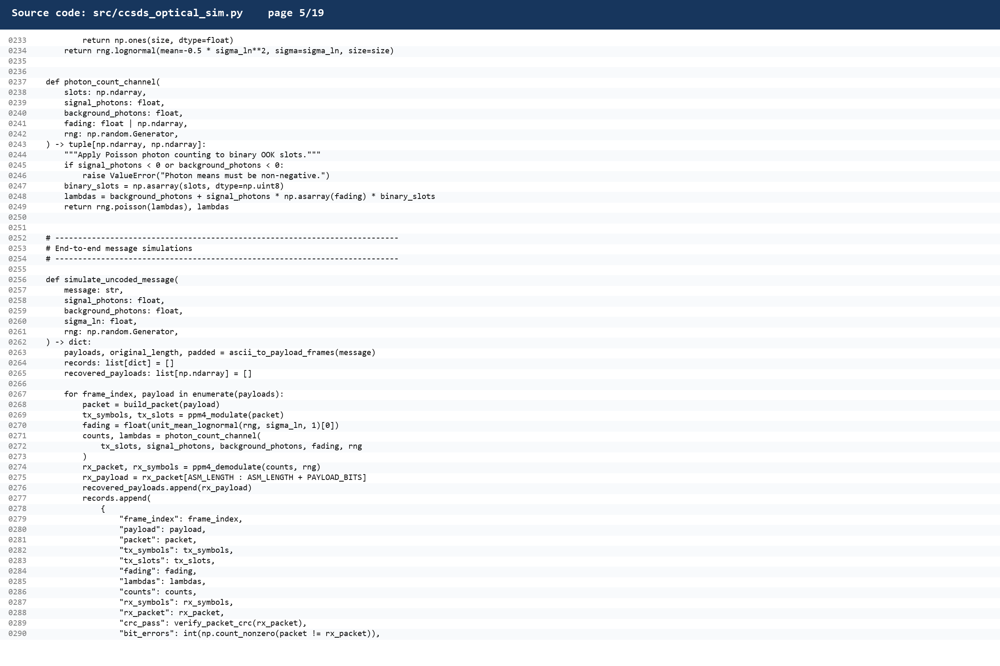 Source code: src/ccsds_optical_sim.py    page 5/19
0233            return np.ones(size, dtype=float)
0234        return rng.lognormal(mean=-0.5 * sigma_ln**2, sigma=sigma_ln, size=size)
0235
0236
0237    def photon_count_channel(
0238        slots: np.ndarray,
0239        signal_photons: float,
0240        background_photons: float,
0241        fading: float | np.ndarray,
0242        rng: np.random.Generator,
0243    ) -> tuple[np.ndarray, np.ndarray]:
0244        """Apply Poisson photon counting to binary OOK slots."""
0245        if signal_photons < 0 or background_photons < 0:
0246            raise ValueError("Photon means must be non-negative.")
0247        binary_slots = np.asarray(slots, dtype=np.uint8)
0248        lambdas = background_photons + signal_photons * np.asarray(fading) * binary_slots
0249        return rng.poisson(lambdas), lambdas
0250
0251
0252    # ---------------------------------------------------------------------------
0253    # End-to-end message simulations
0254    # ---------------------------------------------------------------------------
0255
0256    def simulate_uncoded_message(
0257        message: str,
0258        signal_photons: float,
0259        background_photons: float,
0260        sigma_ln: float,
0261        rng: np.random.Generator,
0262    ) -> dict:
0263        payloads, original_length, padded = ascii_to_payload_frames(message)
0264        records: list[dict] = []
0265        recovered_payloads: list[np.ndarray] = []
0266
0267        for frame_index, payload in enumerate(payloads):
0268            packet = build_packet(payload)
0269            tx_symbols, tx_slots = ppm4_modulate(packet)
0270            fading = float(unit_mean_lognormal(rng, sigma_ln, 1)[0])
0271            counts, lambdas = photon_count_channel(
0272                tx_slots, signal_photons, background_photons, fading, rng
0273            )
0274            rx_packet, rx_symbols = ppm4_demodulate(counts, rng)
0275            rx_payload = rx_packet[ASM_LENGTH : ASM_LENGTH + PAYLOAD_BITS]
0276            recovered_payloads.append(rx_payload)
0277            records.append(
0278                {
0279                    "frame_index": frame_index,
0280                    "payload": payload,
0281                    "packet": packet,
0282                    "tx_symbols": tx_symbols,
0283                    "tx_slots": tx_slots,
0284                    "fading": fading,
0285                    "lambdas": lambdas,
0286                    "counts": counts,
0287                    "rx_symbols": rx_symbols,
0288                    "rx_packet": rx_packet,
0289                    "crc_pass": verify_packet_crc(rx_packet),
0290                    "bit_errors": int(np.count_nonzero(packet != rx_packet)),